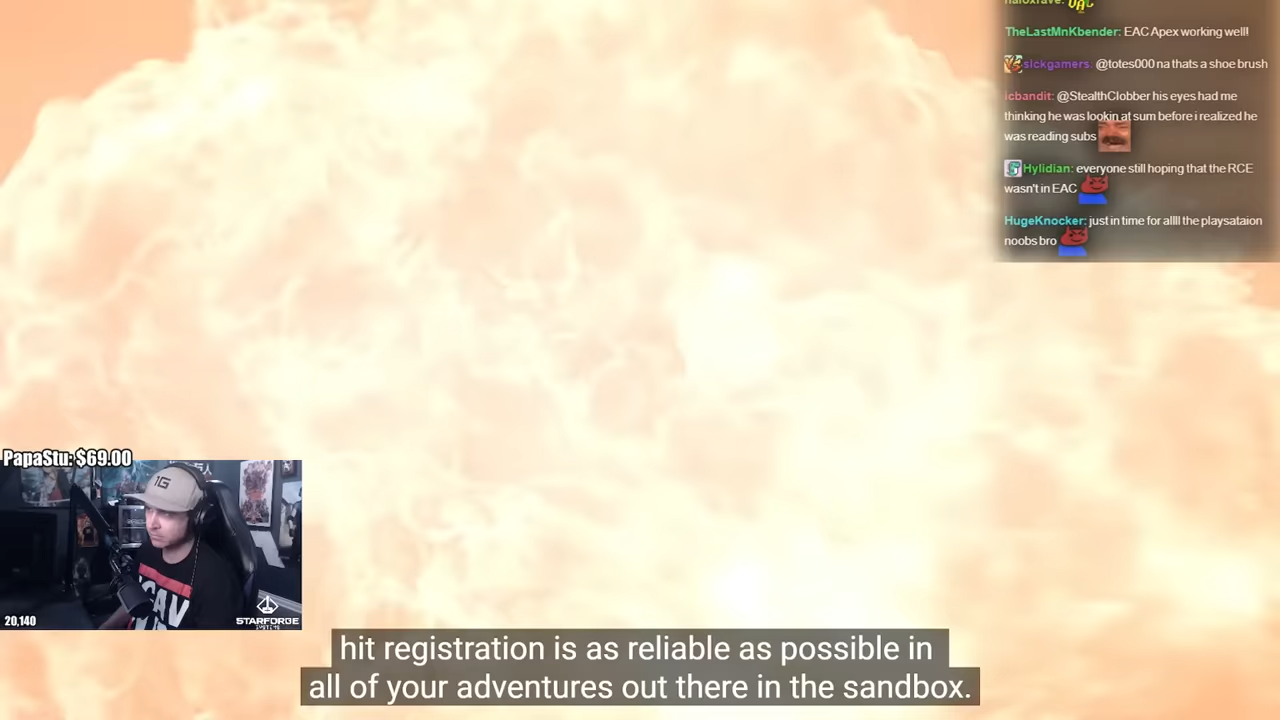 naloxrave:
TheLastMnKbender: EAC Apex working well!
sickgamers: @totes000 na thats a shoe brush
icbandit: @StealthClobber his eyes had me
thinking he was lookin at sum before i realized he
was reading subs
Hylidian: everyone still hoping that the RCE
wasn't in EAC
HugeKnocker: just in time for allll the playsataion
noobs bro
PapaStu: $69.00
1G
20,140
STARFORGE
SYSTEMS
hit registration is as reliable as possible in
all of your adventures out there in the sandbox.